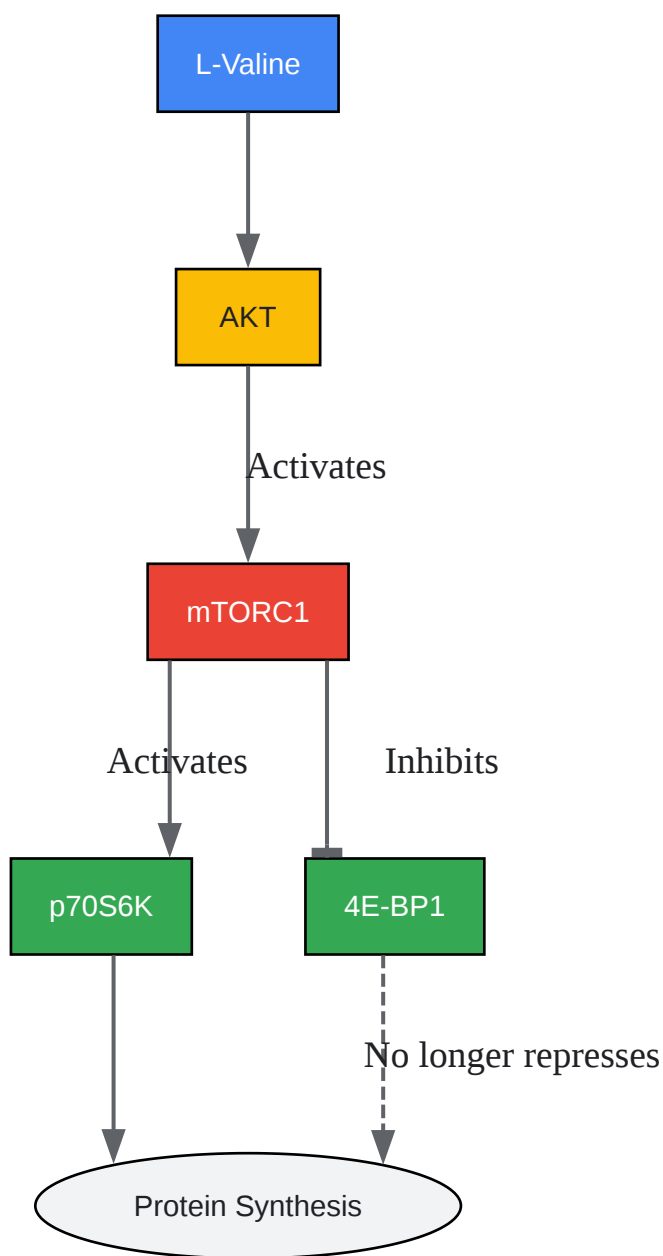 L-Valine
AKT
Activates
mTORC1
Activates
Inhibits
p70S6K
4E-BP1
No longer represses
Protein Synthesis